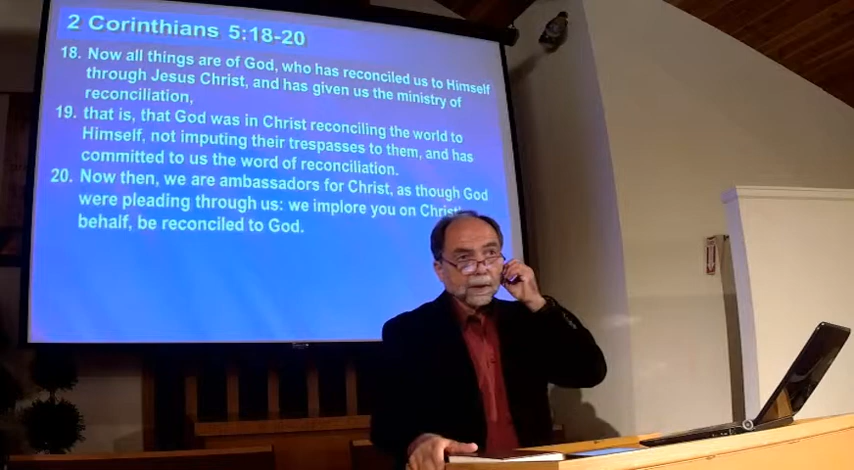 2 Corinthians 5:18-20
18. Now all things are of God, who has reconciled us to Himself
through Jesus Christ, and has given us the ministry of
reconciliation,
19. that is, that God was in Christ reconciling the world to
Himself, not imputing their trespasses to them, and has
committed to us the word of reconciliation.
20. Now then, we are ambassadors for Christ, as though God
were pleading through us: we implore you on Christ's
behalf, be reconciled to God.